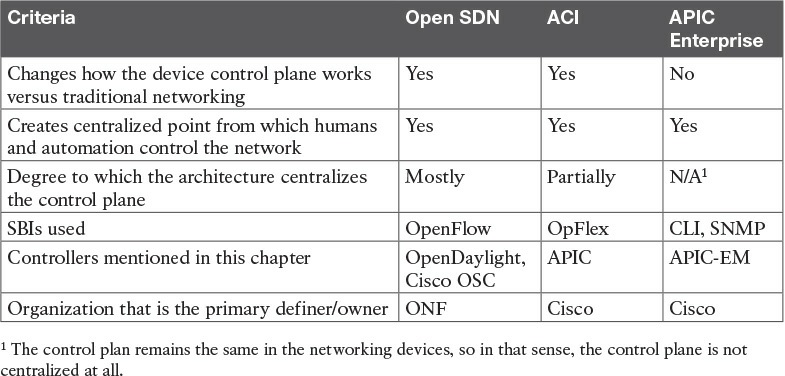 Criteria Open SDN ACI APIC Enterprise
Changes how the device control plane works Yes Yes No
versus traditional networking
Creates centralized point from which humans Yes Yes Yes
and automation control the network
Degree to which the architecture centralizes Mostly Partially N/A¹
the control plane
SBIs used OpenFlow OpFlex CLI, SNMP
Controllers mentioned in this chapter OpenDaylight, APIC APIC-EM
Cisco OSC
Organization that is the primary definer/owner ONF Cisco Cisco
¹ The control plan remains the same in the networking devices, so in that sense, the control plane is not
centralized at all.